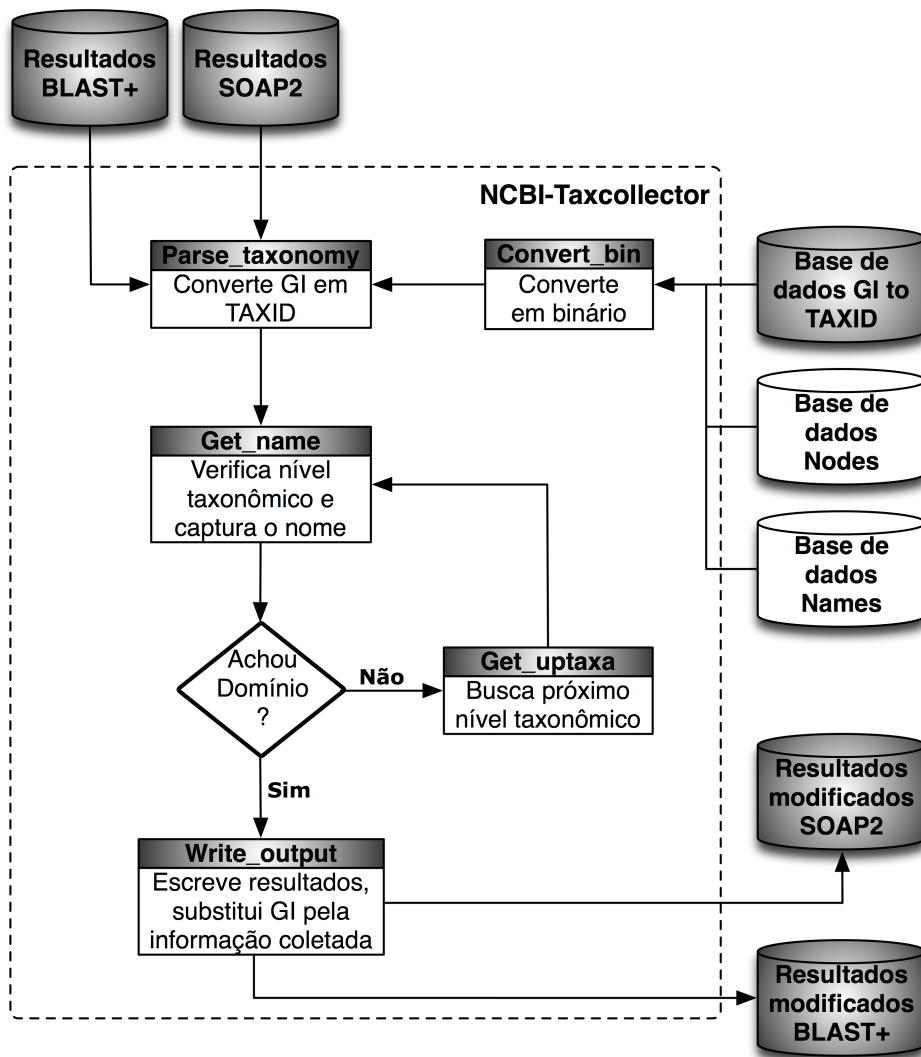 Resultados
BLAST+
Resultados
SOAP2
NCBI-Taxcollector
Parse_taxonomy
Converte GI em
TAXID
Convert_bin
Converte
em binário
Base de
dados GI to
TAXID
Base de
dados
Nodes
Base de
dados
Names
Get_name
Verifica nível
taxonômico e
captura o nome
Achou
Domínio
?
Não
Get_uptaxa
Busca próximo
nível taxonômico
Sim
Write_output
Escreve resultados,
substitui GI pela
informação coletada
Resultados
modificados
SOAP2
Resultados
modificados
BLAST+